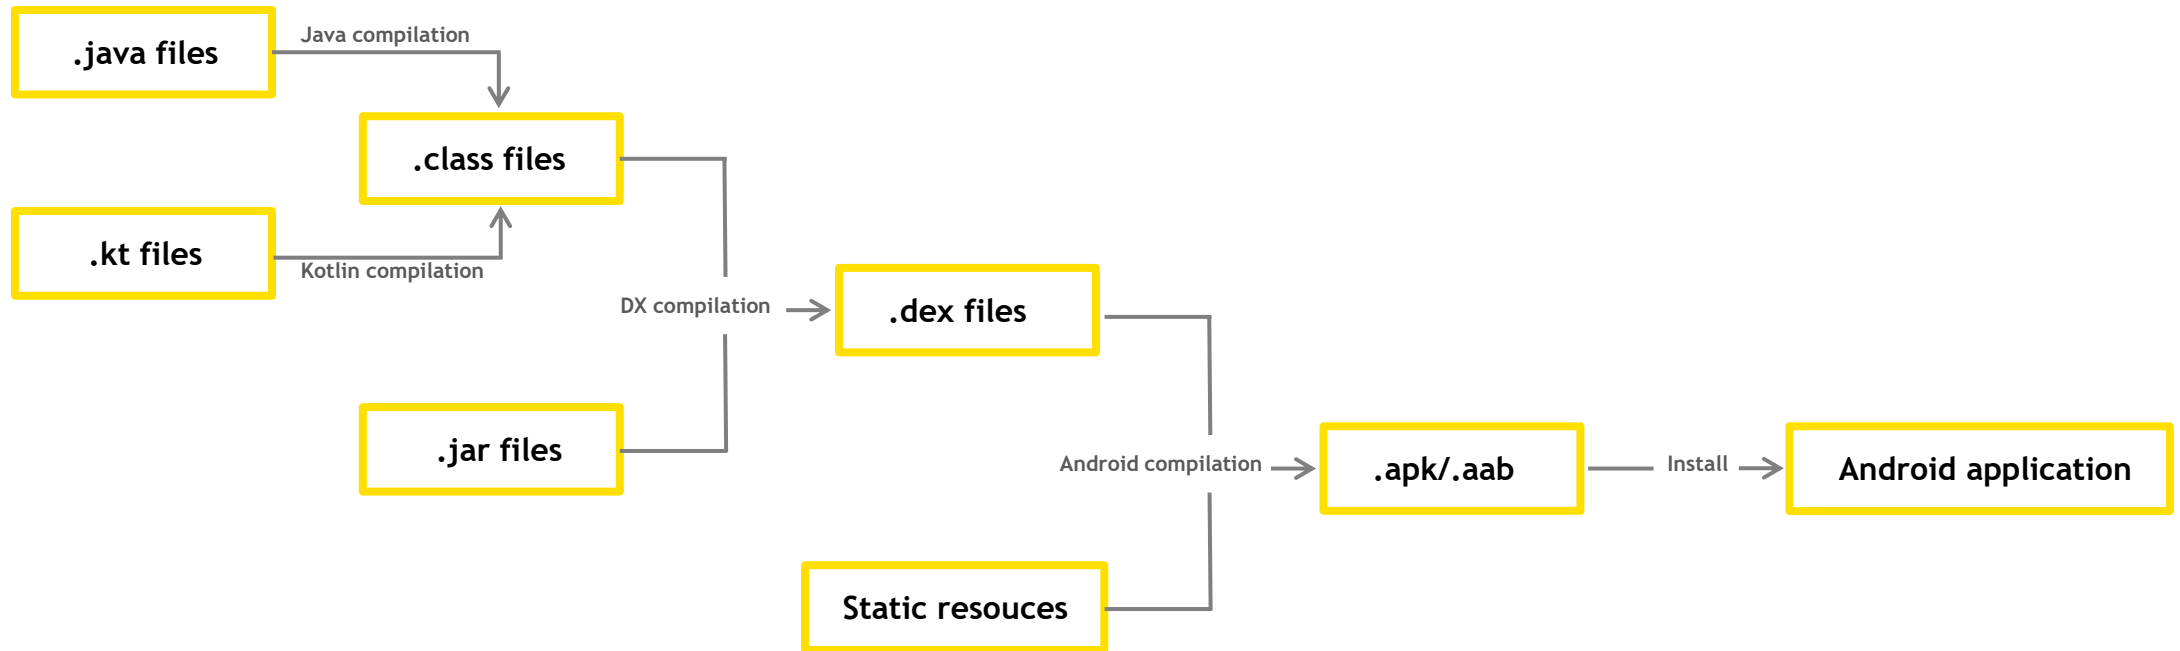 .java files
Java compilation
.class files
.kt files
Kotlin compilation
DX compilation
.dex files
.jar files
Android compilation
.apk/.aab
Install
Android application
Static resouces